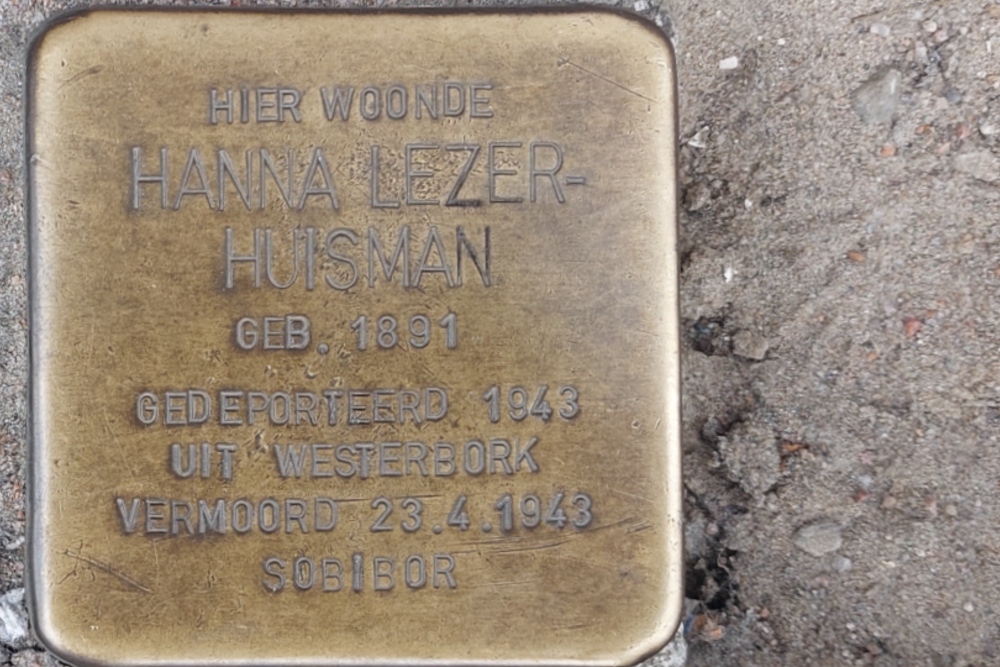 HIER WOONDE
HANNA LEZER-
HUISMAN
GEB. 1891
GEDEPORTEERD 1943
UIT WESTERBORK
VERMOORD 23.4.1943
SOBIBOR